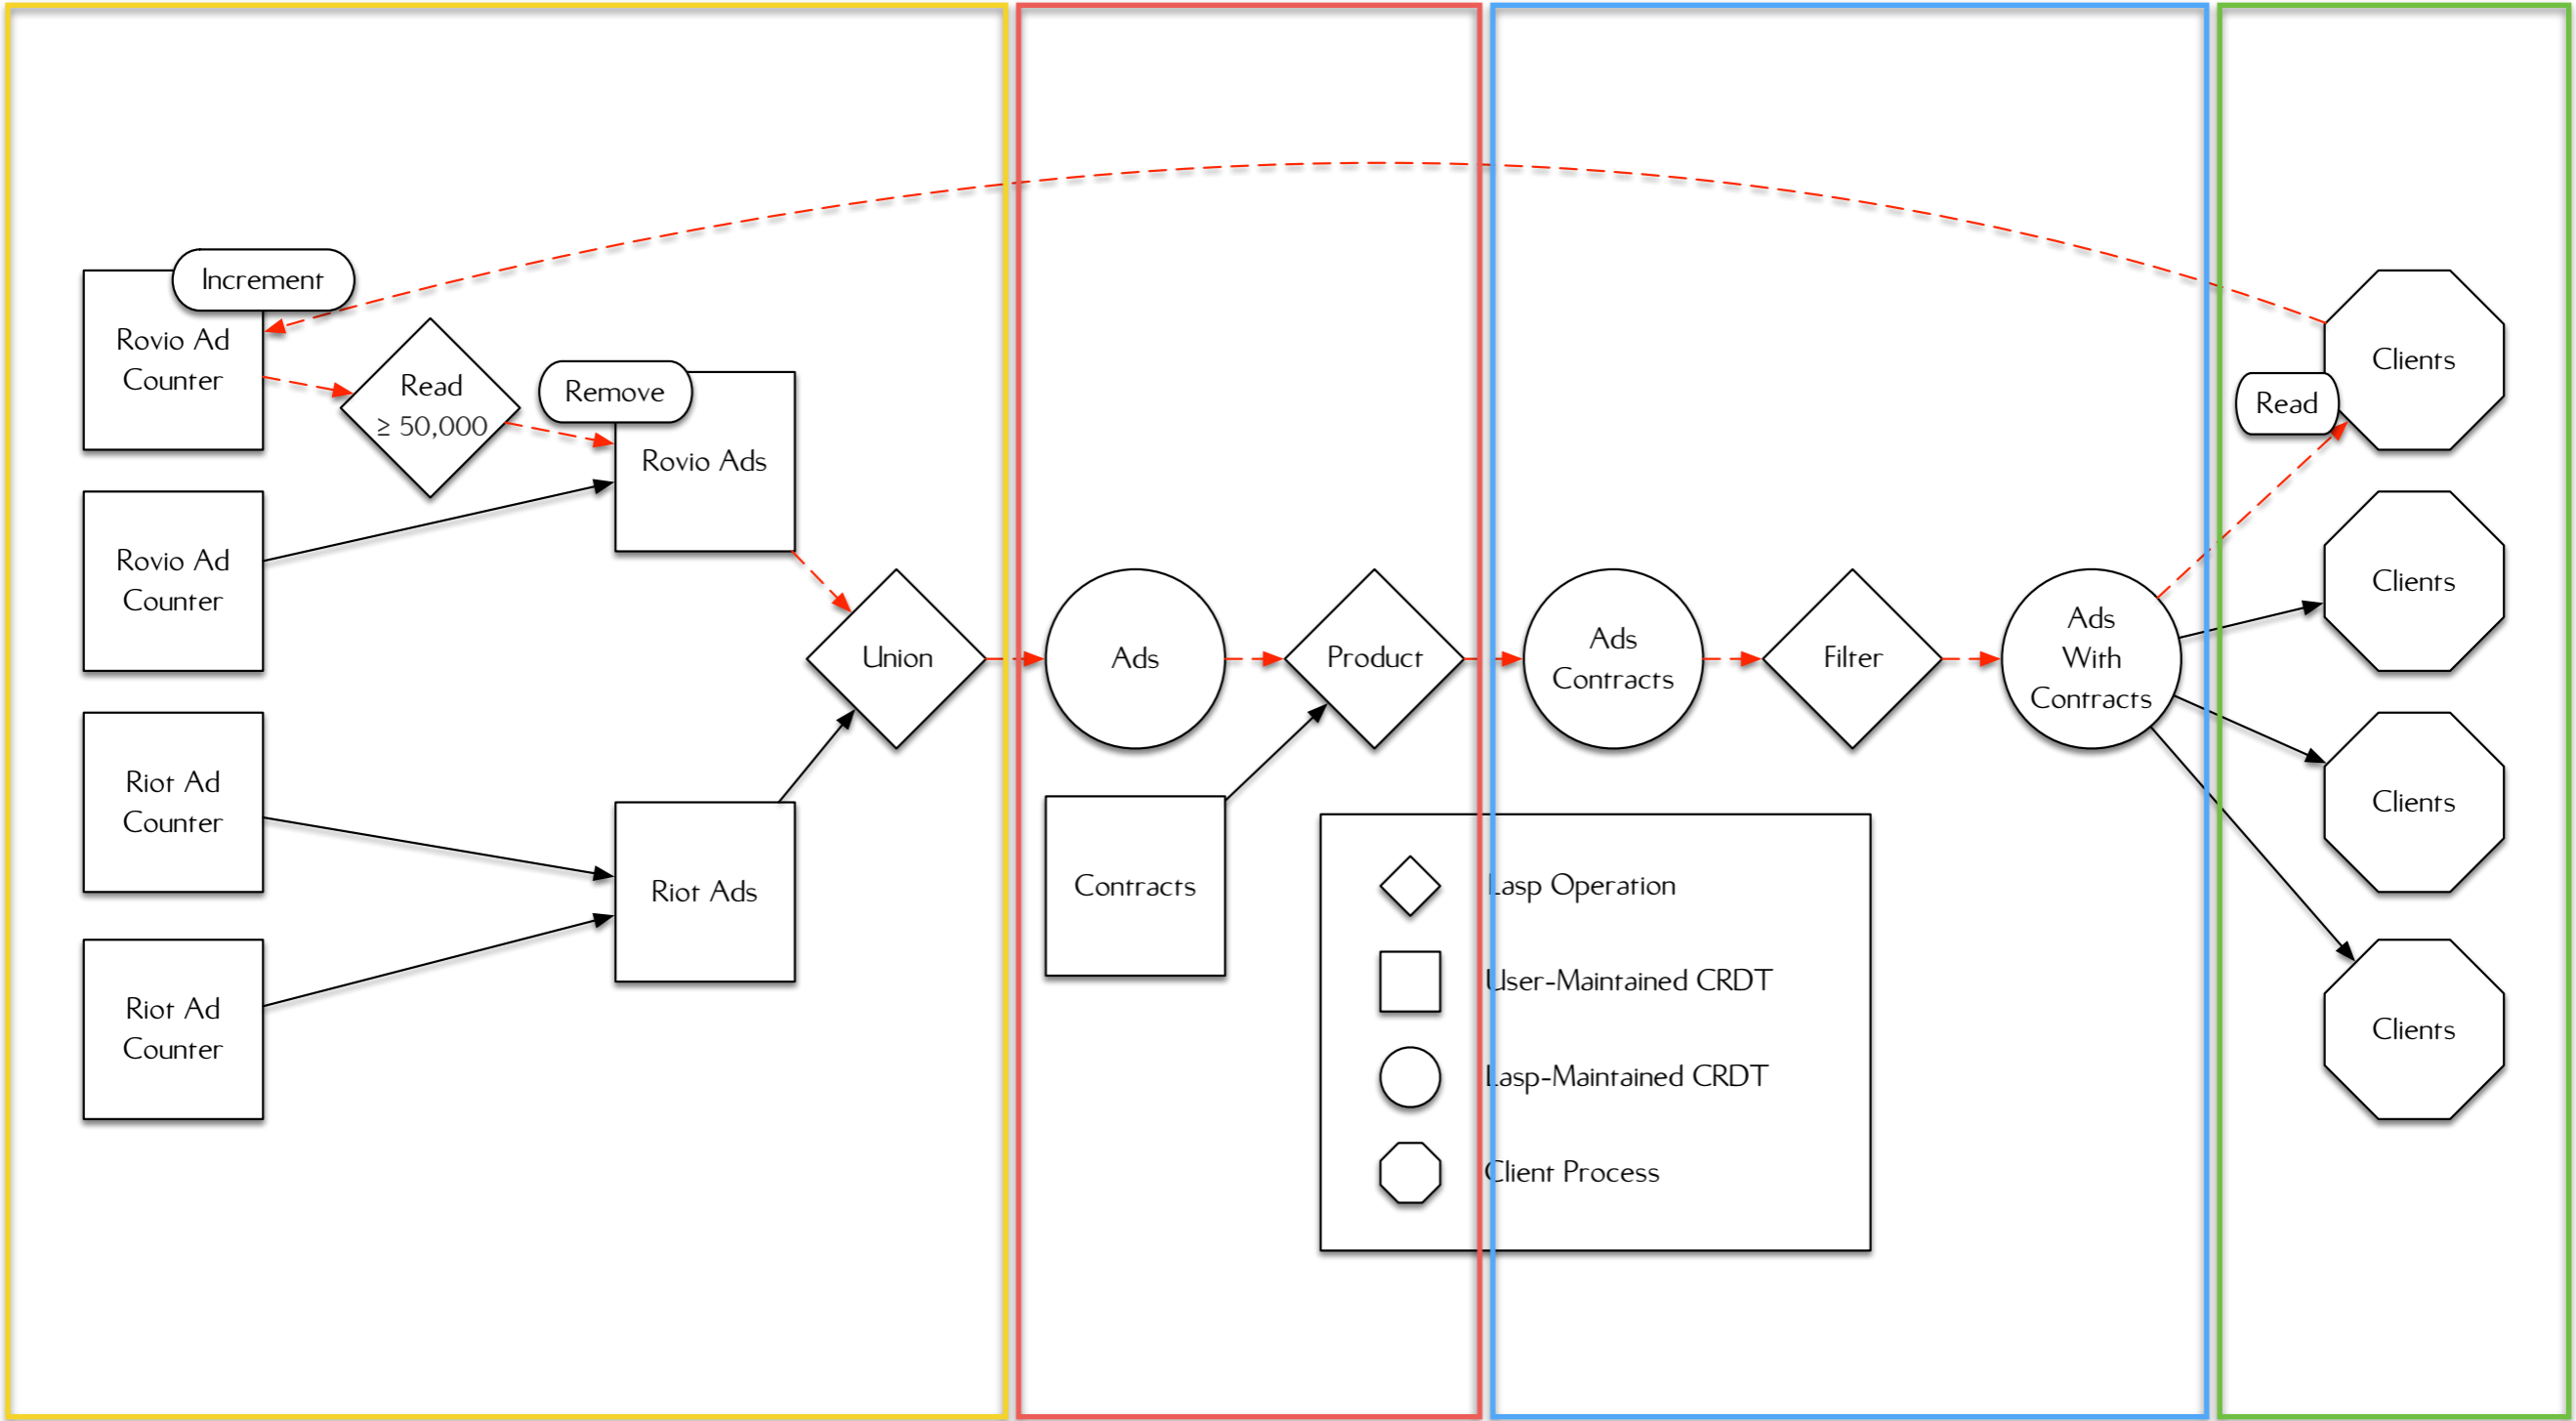 Increment
Rovio Ad
Counter
Read
≥ 50,000
Remove
Rovio Ads
Rovio Ad
Counter
Riot Ad
Counter
Riot Ads
Riot Ad
Counter
Union
Ads
Product
Contracts
Ads
Contracts
Filter
Ads
With
Contracts
Read
Clients
Clients
Clients
Clients
Lasp Operation
User-Maintained CRDT
Lasp-Maintained CRDT
Client Process